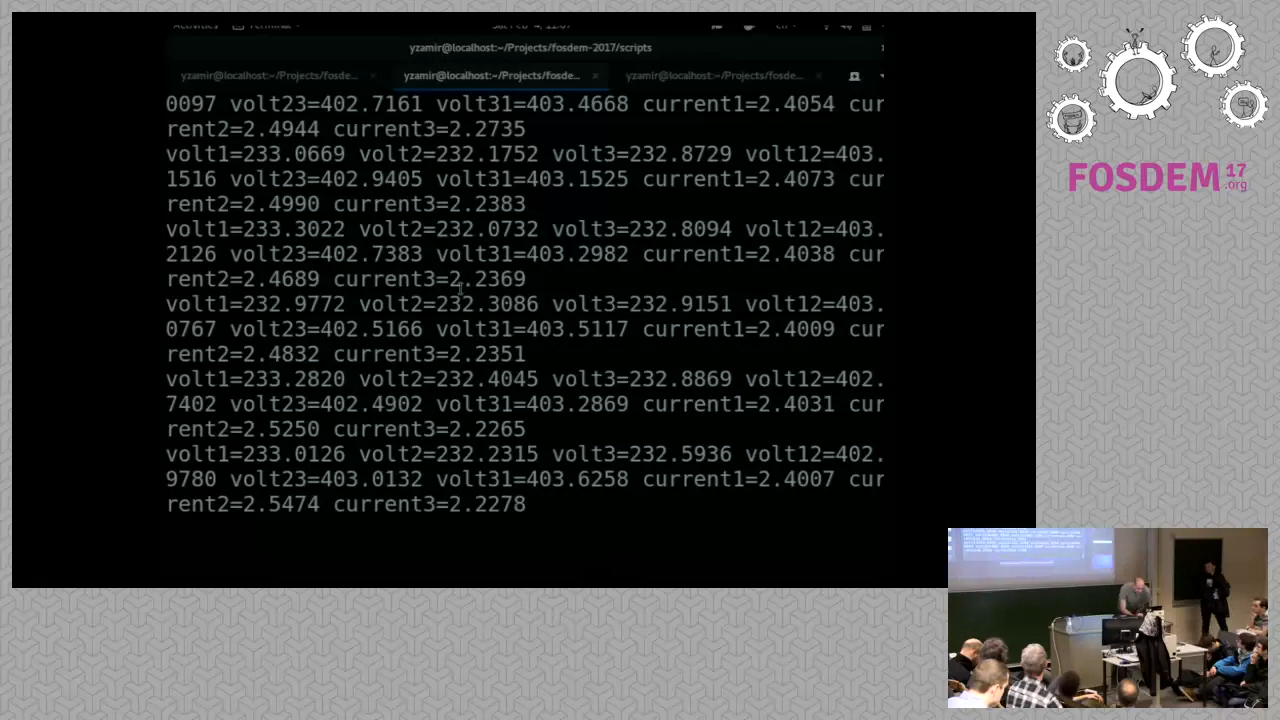 Activities Terminal Sat Feb 4, 12:07 en
yzamir@localhost:~/Projects/fosdem-2017/scripts
yzamir@localhost:~/Projects/fosde... × yzamir@localhost:~/Projects/fosde... × yzamir@localhost:~/Projects/fosde... ×
0097 volt23=402.7161 volt31=403.4668 current1=2.4054 cur
rent2=2.4944 current3=2.2735
volt1=233.0669 volt2=232.1752 volt3=232.8729 volt12=403.
1516 volt23=402.9405 volt31=403.1525 current1=2.4073 cur
rent2=2.4990 current3=2.2383
volt1=233.3022 volt2=232.0732 volt3=232.8094 volt12=403.
2126 volt23=402.7383 volt31=403.2982 current1=2.4038 cur
rent2=2.4689 current3=2.2369
volt1=232.9772 volt2=232.3086 volt3=232.9151 volt12=403.
0767 volt23=402.5166 volt31=403.5117 current1=2.4009 cur
rent2=2.4832 current3=2.2351
volt1=233.2820 volt2=232.4045 volt3=232.8869 volt12=402.
7402 volt23=402.4902 volt31=403.2869 current1=2.4031 cur
rent2=2.5250 current3=2.2265
volt1=233.0126 volt2=232.2315 volt3=232.5936 volt12=402.
9780 volt23=403.0132 volt31=403.6258 current1=2.4007 cur
rent2=2.5474 current3=2.2278
FOSDEM 17
.org